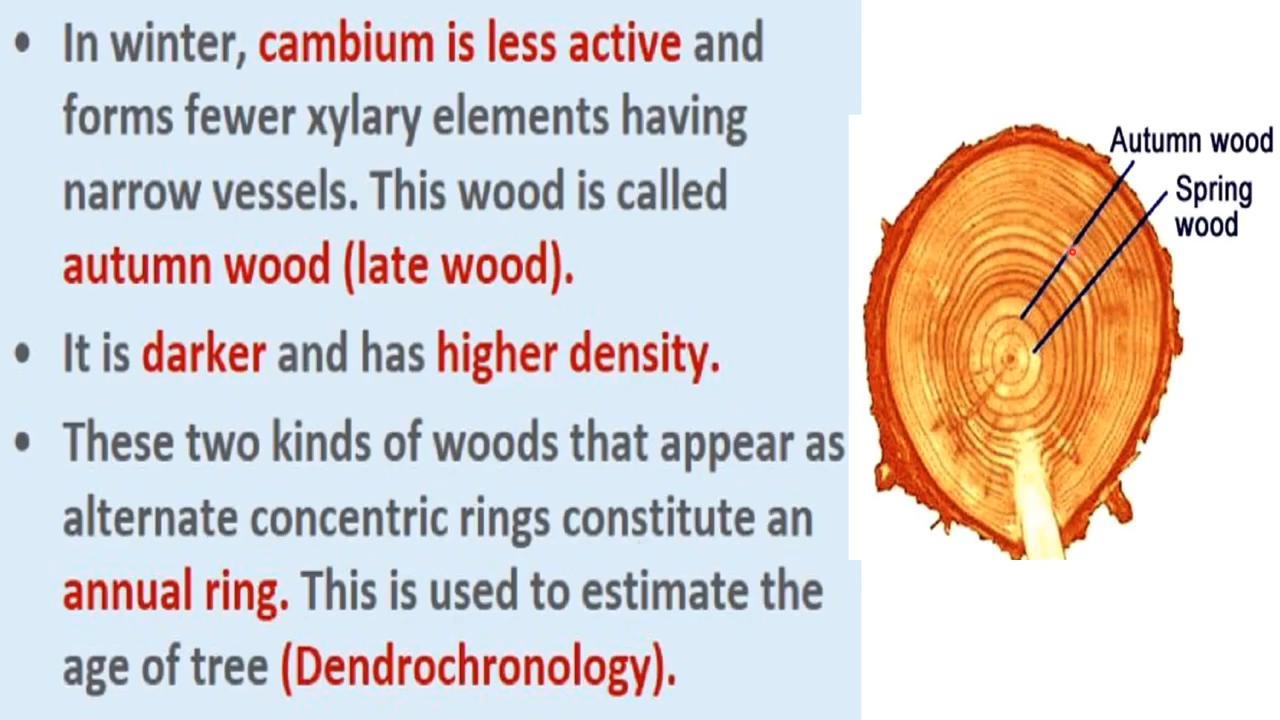 • In winter, cambium is less active and
forms fewer xylary elements having
narrow vessels. This wood is called
autumn wood (late wood).
• It is darker and has higher density.
• These two kinds of woods that appear as
alternate concentric rings constitute an
annual ring. This is used to estimate the
age of tree (Dendrochronology).
Autumn wood
Spring
wood